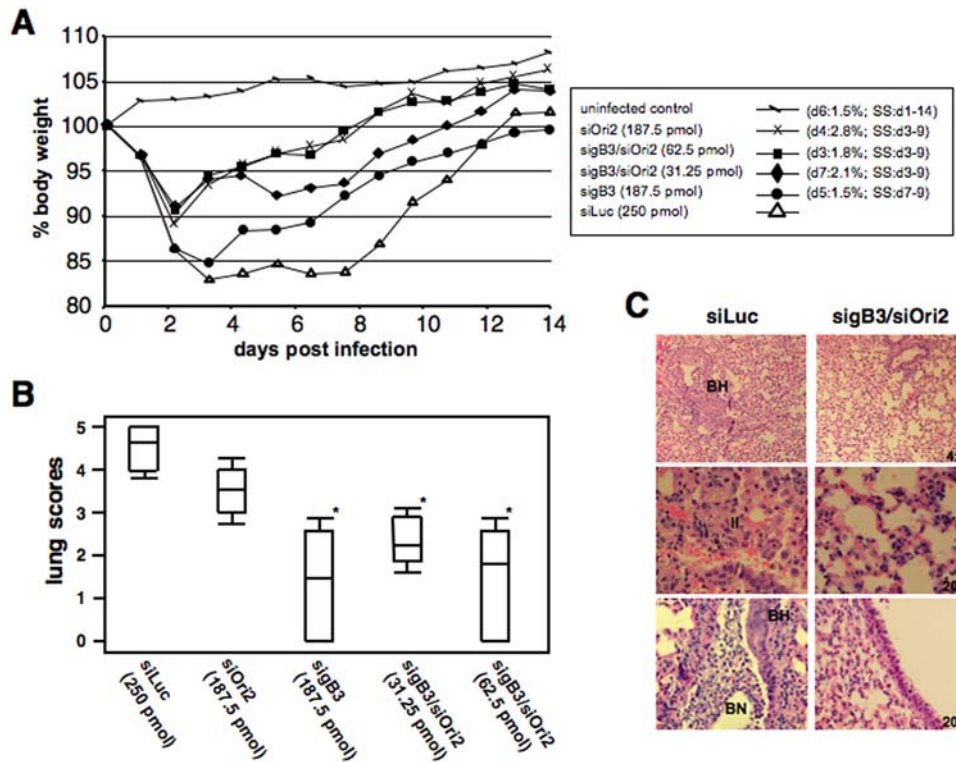 A
110
105
100
95
90
85
80
% body weight
0 2 4 6 8 10 12 14
days post infection
uninfected control (d6:1.5%; SS:d1-14)
siOri2 (187.5 pmol) (d4:2.8%; SS:d3-9)
sigB3/siOri2 (62.5 pmol) (d3:1.8%; SS:d3-9)
sigB3/siOri2 (31.25 pmol) (d7:2.1%; SS:d3-9)
sigB3 (187.5 pmol) (d5:1.5%; SS:d7-9)
siLuc (250 pmol)
B
5
4
3
2
1
0
lung scores
* * *
siLuc
(250 pmol)
siOri2
(187.5 pmol)
sigB3
(187.5 pmol)
sigB3/siOri2
(31.25 pmol)
sigB3/siOri2
(62.5 pmol)
C
siLuc sigB3/siOri2
BH
4
II
20
BH
BN
20